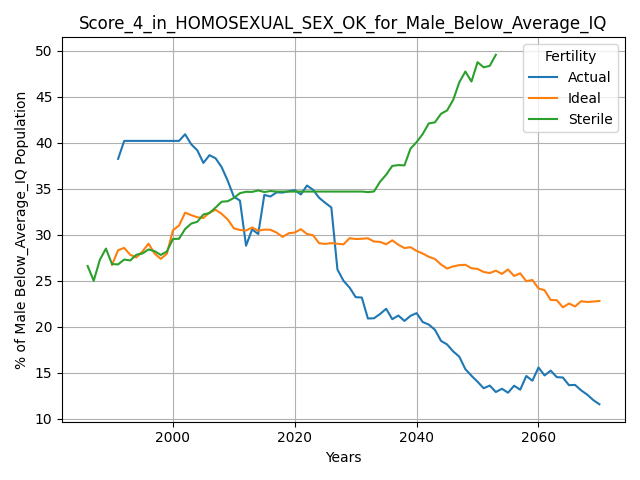 Score_4_in_HOMOSEXUAL_SEX_OK_for_Male_Below_Average_IQ
Fertility
Actual
Ideal
Sterile
% of Male Below_Average_IQ Population
50
45
40
35
30
25
20
15
10
2000
2020
2040
2060
Years